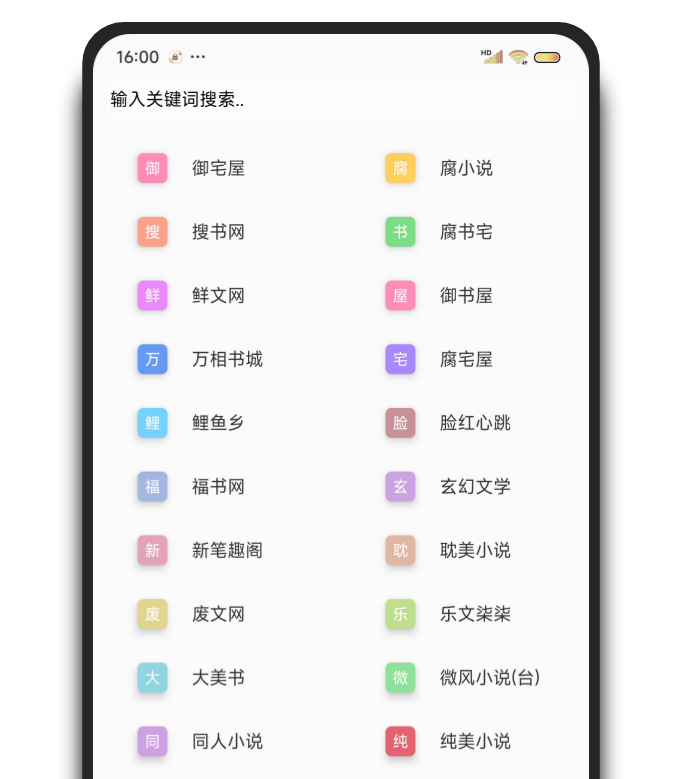 16:00 ... HD
输入关键词搜索..
御 御宅屋 腐 腐小说
搜 搜书网 书 腐书宅
鲜 鲜文网 屋 御书屋
万 万相书城 宅 腐宅屋
鲤 鲤鱼乡 脸 脸红心跳
福 福书网 玄 玄幻文学
新 新笔趣阁 耽 耽美小说
废 废文网 乐 乐文柒柒
大 大美书 微 微风小说(台)
同 同人小说 纯 纯美小说